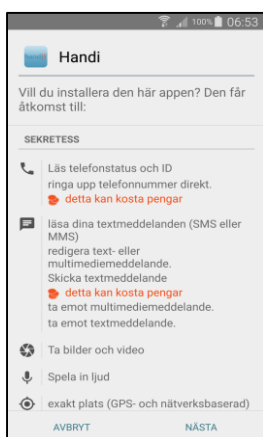 100% 06:53
Handi
Vill du installera den här appen? Den får
åtkomst till:
SEKRETESS
Läs telefonstatus och ID
ringa upp telefonnummer direkt.
detta kan kosta pengar
läsa dina textmeddelanden (SMS eller
MMS)
redigera text- eller
multimediemeddelande.
Skicka textmeddelande
detta kan kosta pengar
ta emot multimediemeddelande.
ta emot textmeddelande.
Ta bilder och video
Spela in ljud
exakt plats (GPS- och nätverksbaserad)
AVBRYT NÄSTA